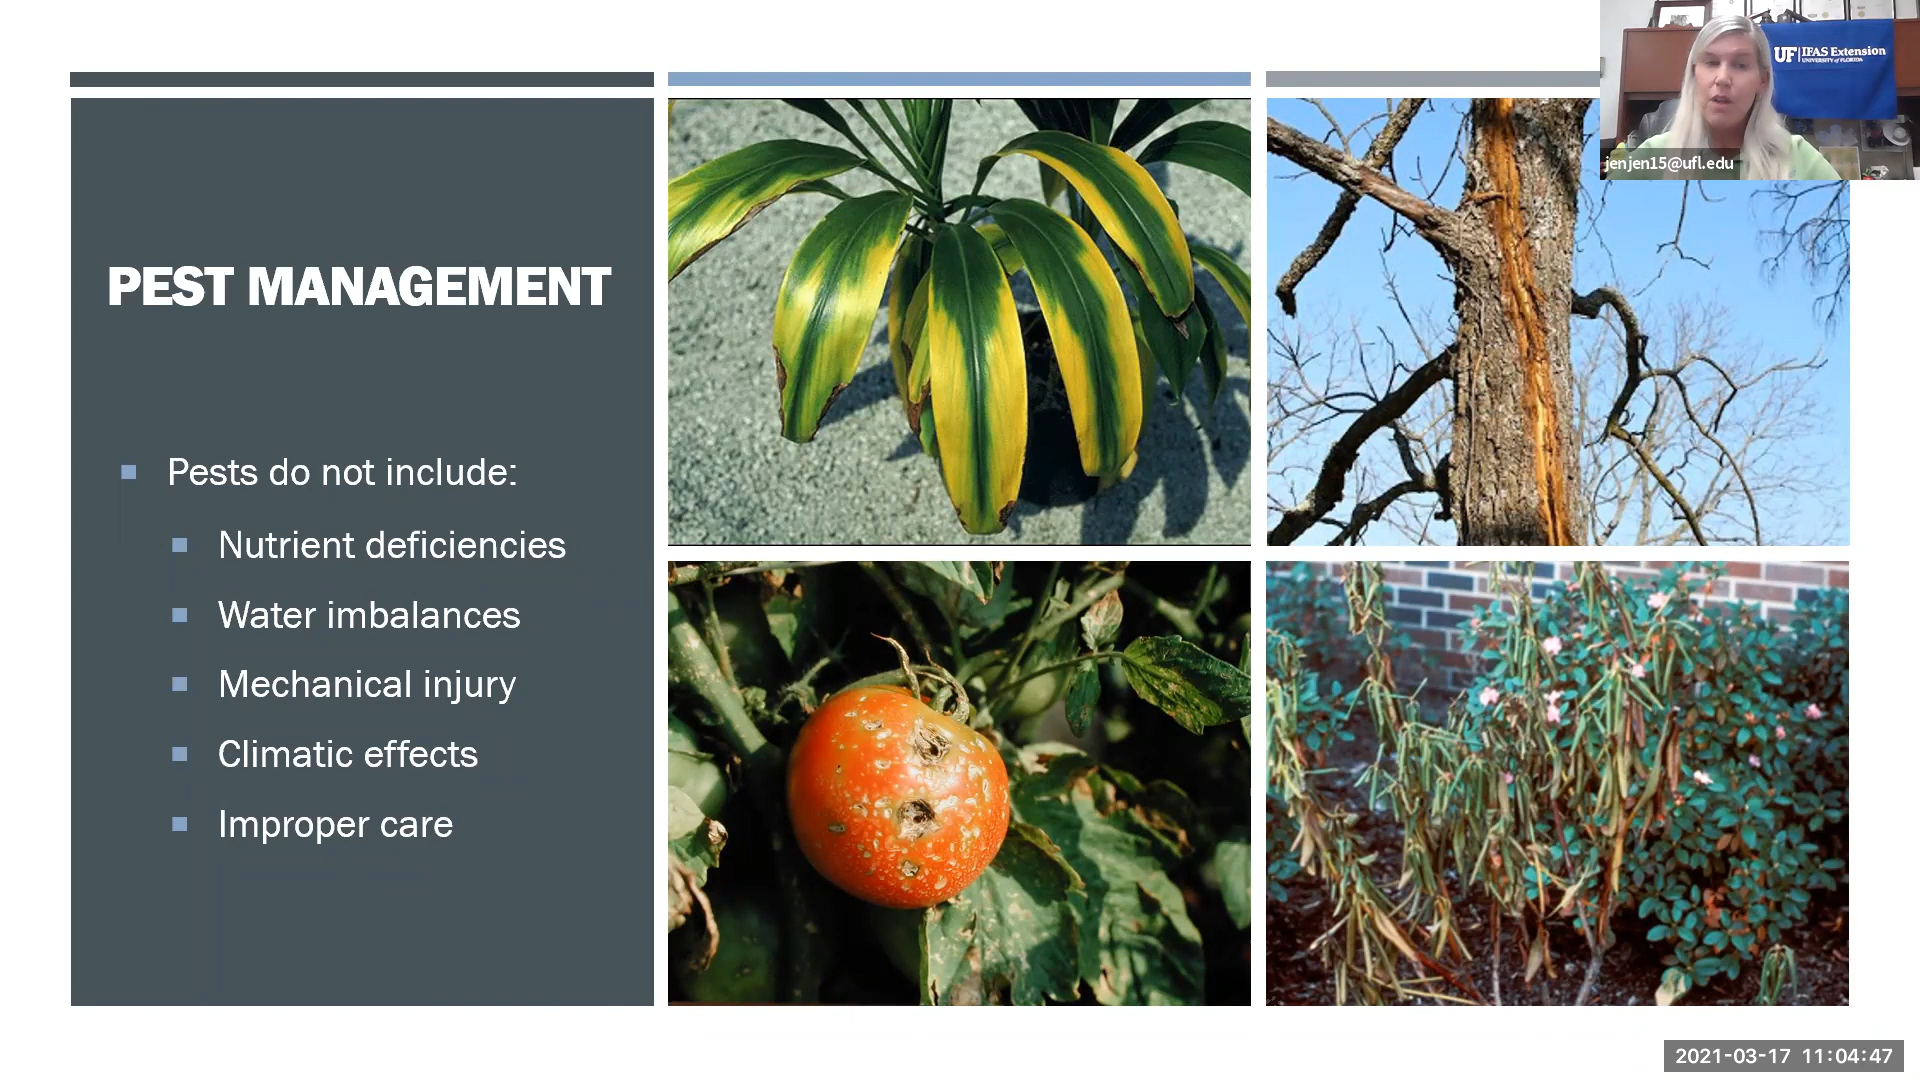 PEST MANAGEMENT
Pests do not include:
Nutrient deficiencies
Water imbalances
Mechanical injury
Climatic effects
Improper care
UF IFAS Extension
UNIVERSITY of FLORIDA
jenjen15@ufl.edu
2021-03-17 11:04:47